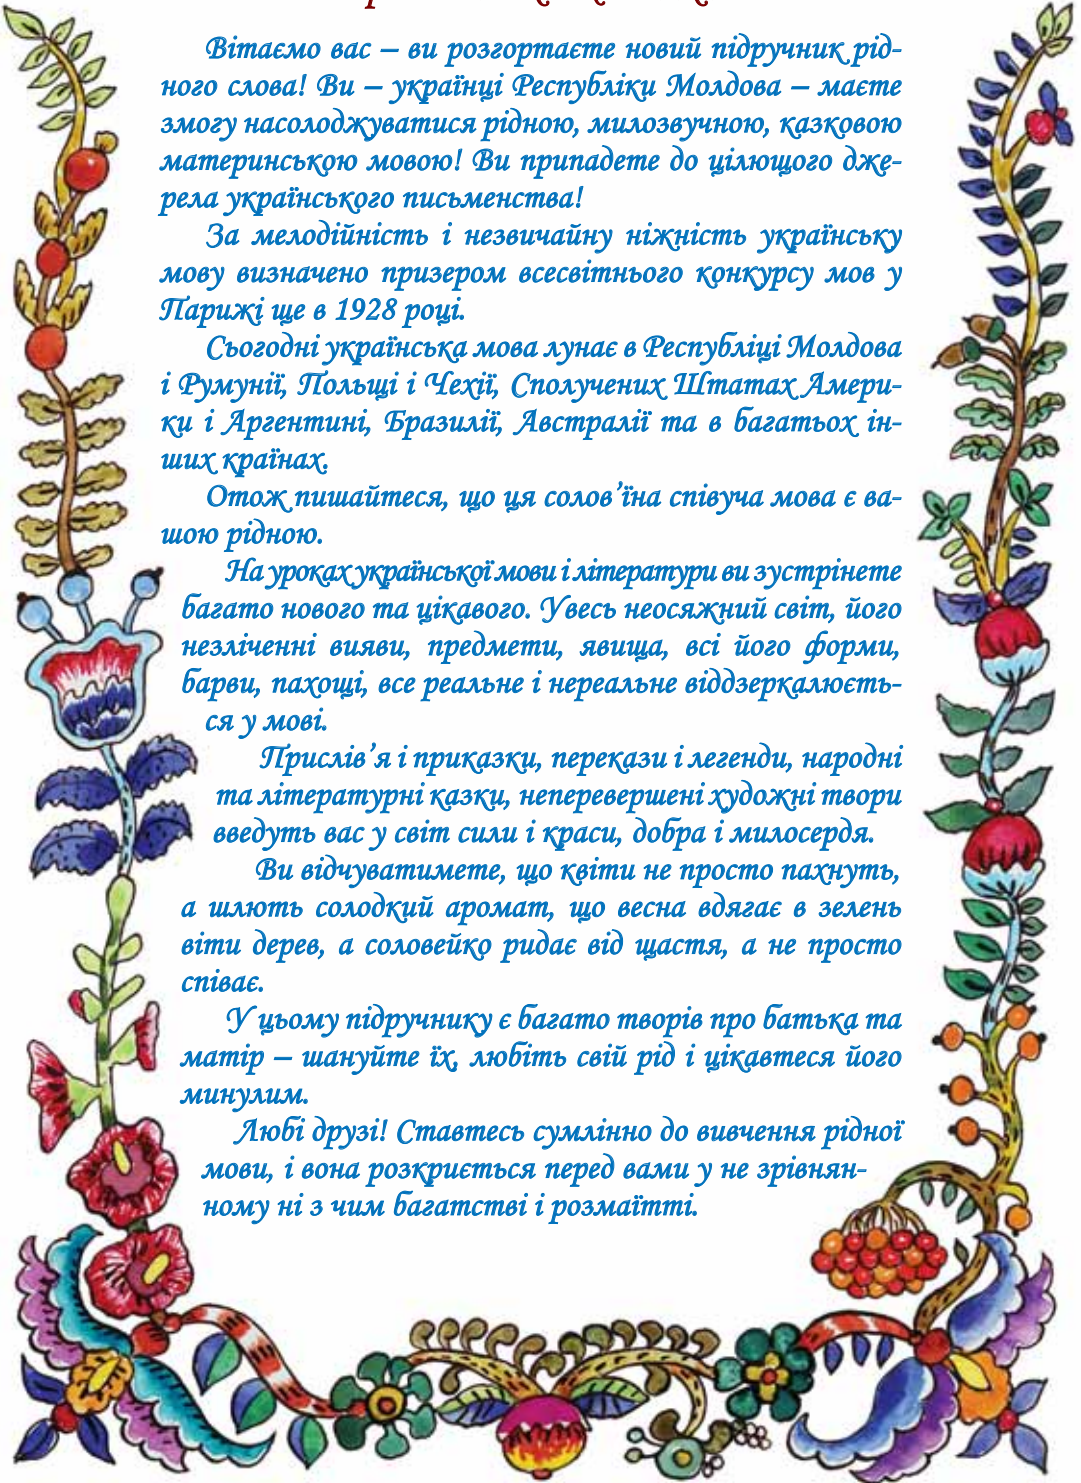 Вітаємо вас – ви розгортаєте новий підручник рід-
ного слова! Ви – українці Республіки Молдова – маєте
змогу насолоджуватися рідною, милозвучною, казковою
материнською мовою! Ви припадете до цілющого дже-
рела українського письменства!
За мелодійність і незвичайну ніжність українську
мову визначено призером всесвітнього конкурсу мов у
Парижі ще в 1928 році.
Сьогодні українська мова лунає в Республіці Молдова
і Румунії, Польщі і Чехії, Сполучених Штатах Амери-
ки і Аргентині, Бразилії, Австралії та в багатьох ін-
ших країнах.
Отож пишайтеся, що ця солов’їна співуча мова є ва-
шою рідною.
На уроках української мови і літератури ви зустрінете
багато нового та цікавого. Увесь неосяжний світ, його
незліченні вияви, предмети, явища, всі його форми,
барви, пахощі, все реальне і нереальне віддзеркалюєть-
ся у мові.
Прислів’я і приказки, перекази і легенди, народні
та літературні казки, неперевершені художні твори
введуть вас у світ сили і краси, добра і милосердя.
Ви відчуватимете, що квіти не просто пахнуть,
а шлють солодкий аромат, що весна вдягає в зелень
віти дерев, а соловейко ридає від щастя, а не просто
співає.
У цьому підручнику є багато творів про батька та
матір – шануйте їх, любіть свій рід і цікавтеся його
минулим.
Любі друзі! Ставтесь сумлінно до вивчення рідної
мови, і вона розкриється перед вами у не зрівнян-
ному ні з чим багатстві і розмаїтті.